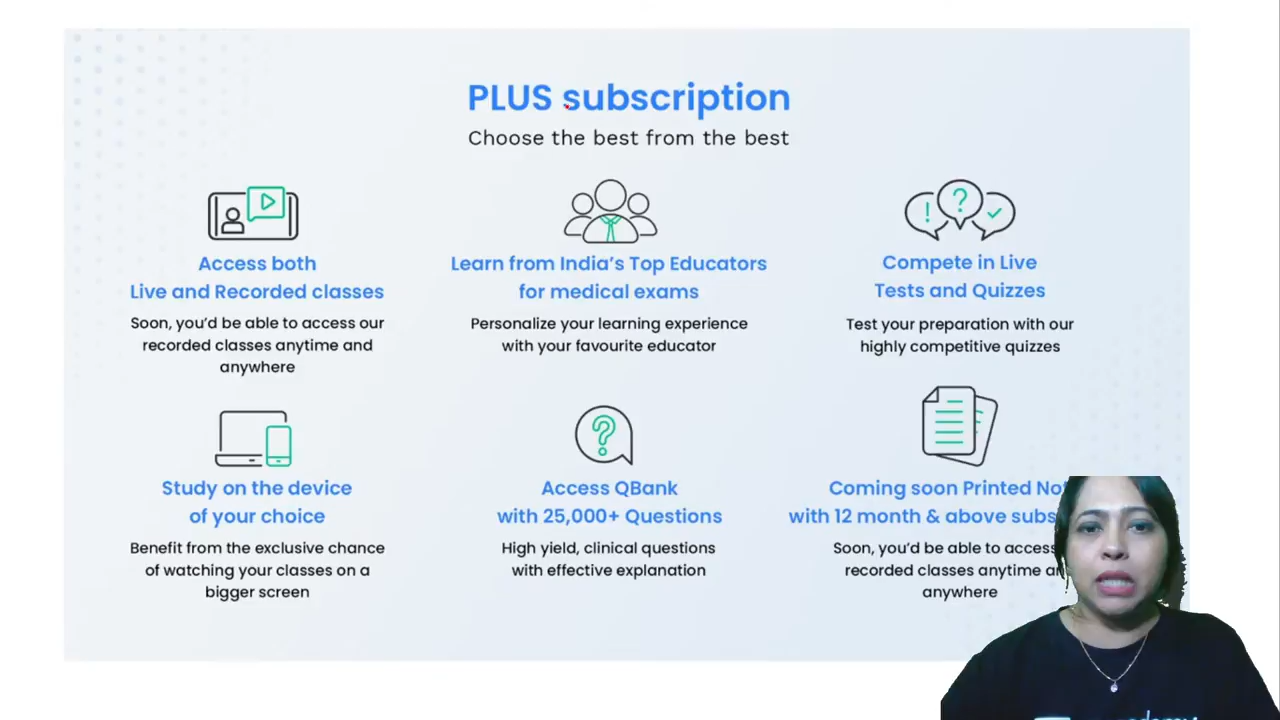 PLUS subscription
Choose the best from the best
Access both
Live and Recorded classes
Soon, you'd be able to access our
recorded classes anytime and
anywhere
Learn from India's Top Educators
for medical exams
Personalize your learning experience
with your favourite educator
Compete in Live
Tests and Quizzes
Test your preparation with our
highly competitive quizzes
Study on the device
of your choice
Benefit from the exclusive chance
of watching your classes on a
bigger screen
Access QBank
with 25,000+ Questions
High yield, clinical questions
with effective explanation
Coming soon Printed
with 12 month & above
Soon, you'd be able to access
recorded classes anytime
anywhere